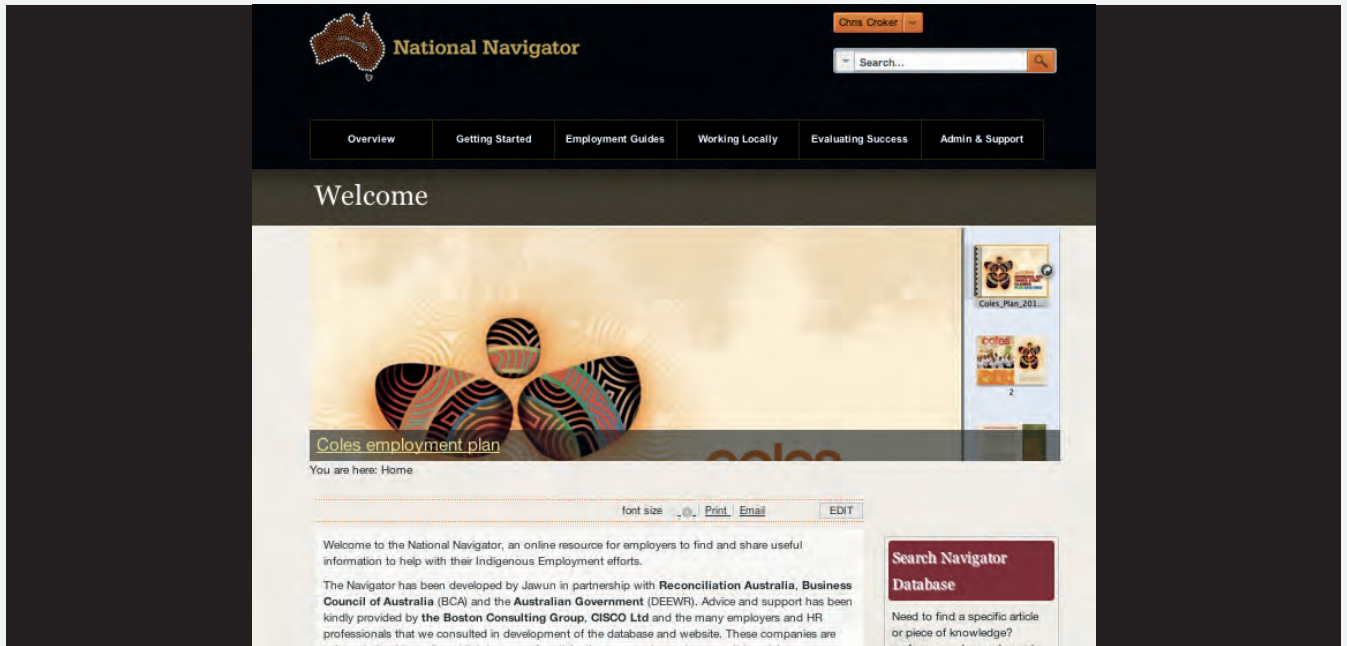 National Navigator
Chris Croker
Search...
Overview
Getting Started
Employment Guides
Working Locally
Evaluating Success
Admin & Support
Welcome
Coles_Plan_201...
coles
2
coles
Coles employment plan
You are here: Home
font size
Print
Email
EDIT
Welcome to the National Navigator, an online resource for employers to find and share useful
information to help with their Indigenous Employment efforts.
The Navigator has been developed by Jawun in partnership with Reconciliation Australia, Business
Council of Australia (BCA) and the Australian Government (DEEWR). Advice and support has been
kindly provided by the Boston Consulting Group, CISCO Ltd and the many employers and HR
professionals that we consulted in development of the database and website. These companies are
Search Navigator
Database
Need to find a specific article
or piece of knowledge?